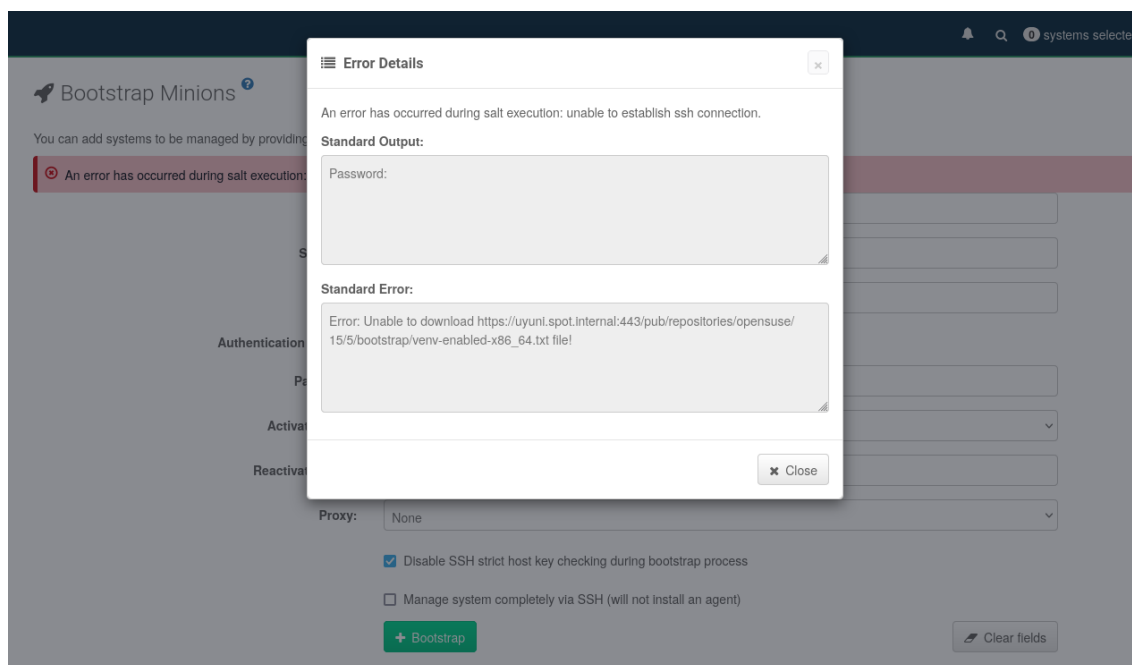 0 systems selecte
Error Details
×
Bootstrap Minions ?
An error has occurred during salt execution: unable to establish ssh connection.
You can add systems to be managed by providing
Standard Output:
An error has occurred during salt execution:
Password:
S
Standard Error:
Error: Unable to download https://uyuni.spot.internal:443/pub/repositories/opensuse/
15/5/bootstrap/venv-enabled-x86_64.txt file!
Authentication
Pa
Activat
Reactivat
Close
Proxy: None
Disable SSH strict host key checking during bootstrap process
Manage system completely via SSH (will not install an agent)
+ Bootstrap Clear fields